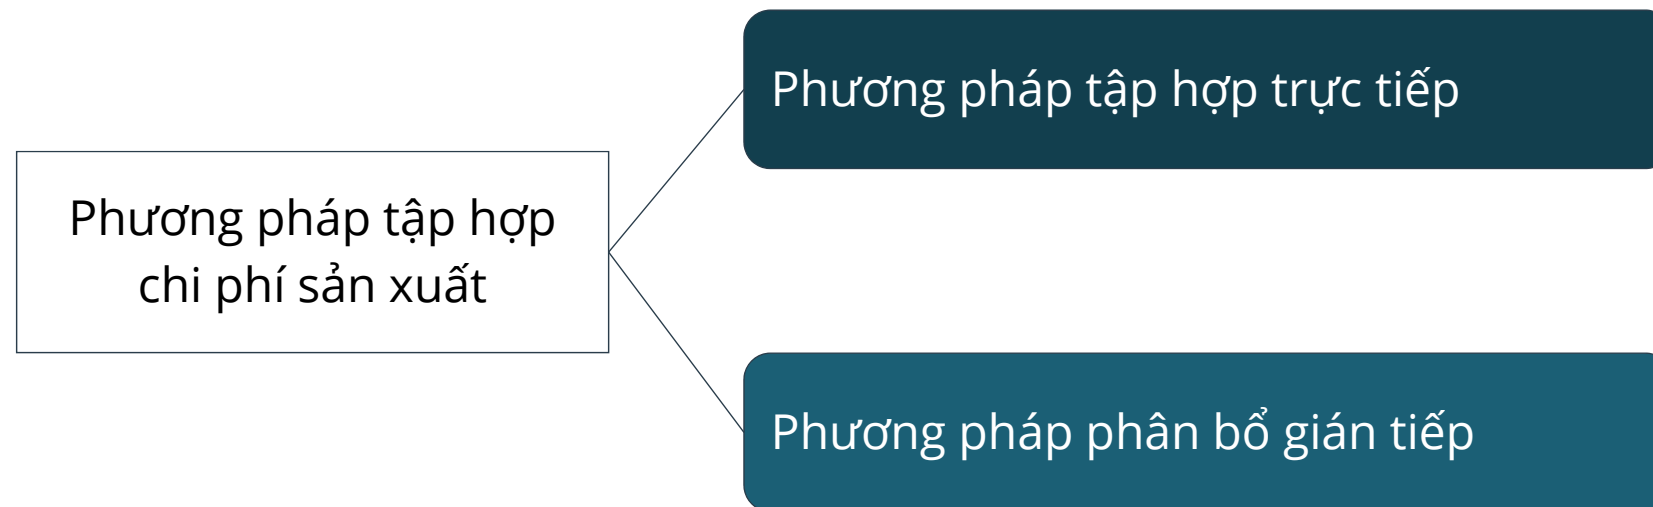 Phương pháp tập hợp trực tiếp
Phương pháp tập hợp
chi phí sản xuất
Phương pháp phân bổ gián tiếp